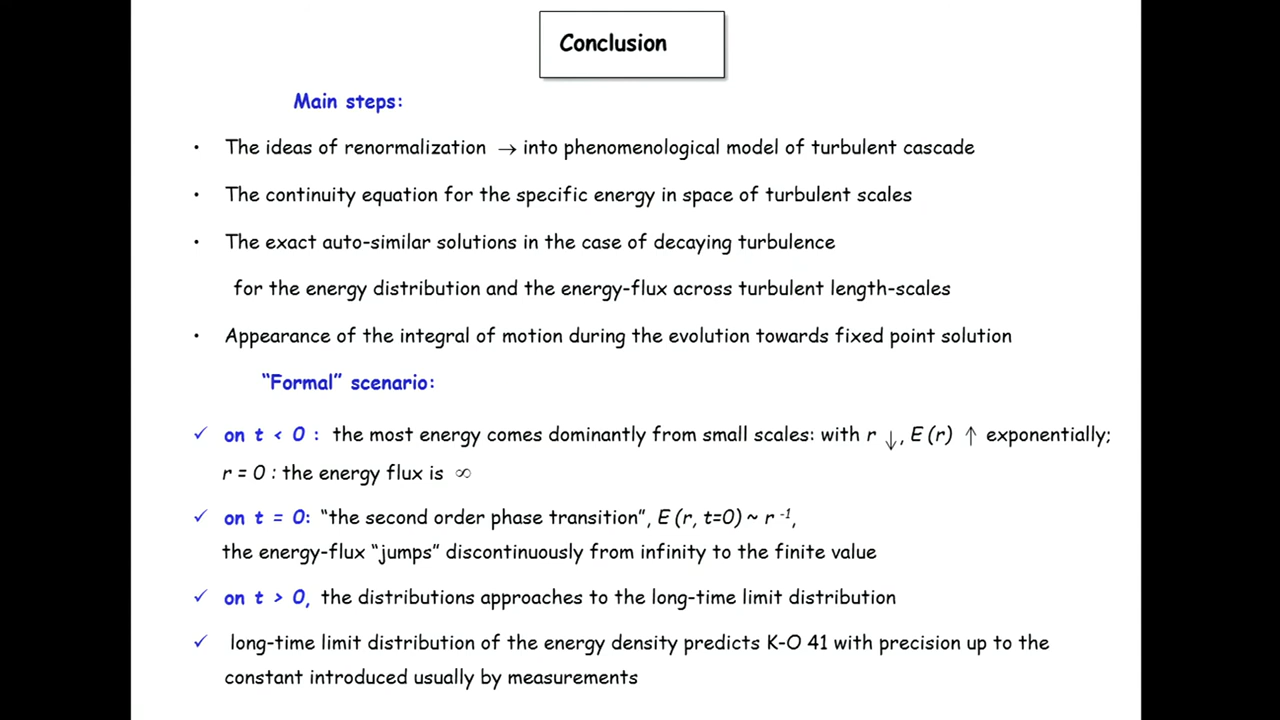 Conclusion
Main steps:
• The ideas of renormalization → into phenomenological model of turbulent cascade
• The continuity equation for the specific energy in space of turbulent scales
• The exact auto-similar solutions in the case of decaying turbulence
for the energy distribution and the energy-flux across turbulent length-scales
• Appearance of the integral of motion during the evolution towards fixed point solution
“Formal” scenario:
✓ on t < 0 : the most energy comes dominantly from small scales: with r ↓, E (r) ↑ exponentially;
r = 0 : the energy flux is ∞
✓ on t = 0: “the second order phase transition”, E (r, t=0) ~ r -1,
the energy-flux “jumps” discontinuously from infinity to the finite value
✓ on t > 0, the distributions approaches to the long-time limit distribution
✓ long-time limit distribution of the energy density predicts K-O 41 with precision up to the
constant introduced usually by measurements